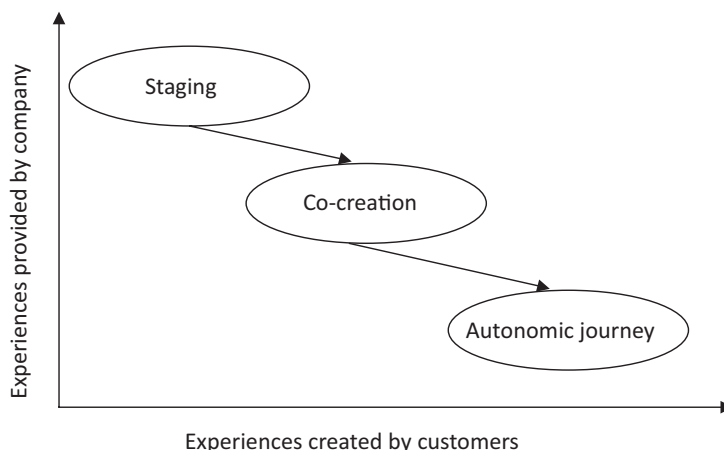 Experiences provided by company
Staging
Co-creation
Autonomic journey
Experiences created by customers